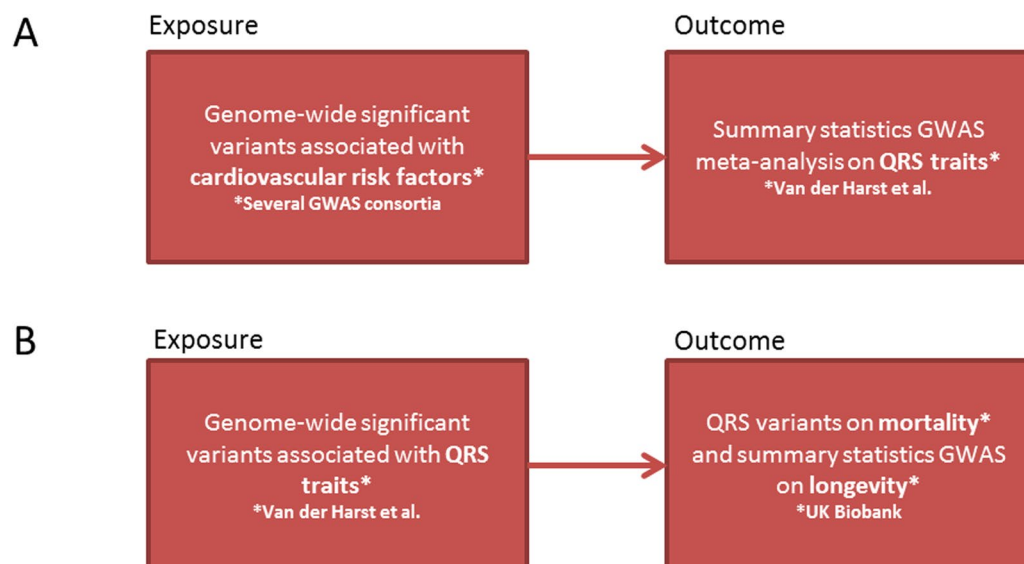 A
Exposure
Outcome
Genome-wide significant
variants associated with
cardiovascular risk factors*
*Several GWAS consortia
Summary statistics GWAS
meta-analysis on QRS traits*
*Van der Harst et al.
B
Exposure
Outcome
Genome-wide significant
variants associated with QRS
traits*
*Van der Harst et al.
QRS variants on mortality*
and summary statistics GWAS
on longevity*
*UK Biobank